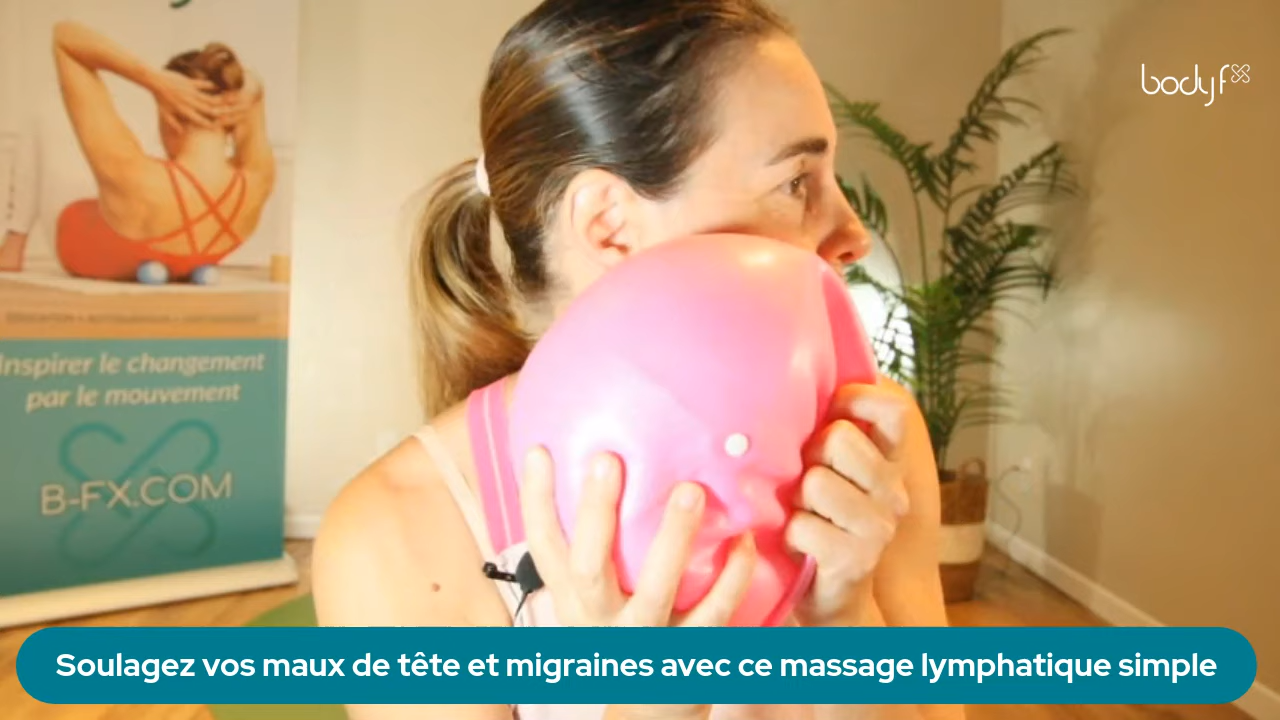 bodyfx
Inspirer le changement
par le mouvement
B-FX.COM
Soulagez vos maux de tête et migraines avec ce massage lymphatique simple